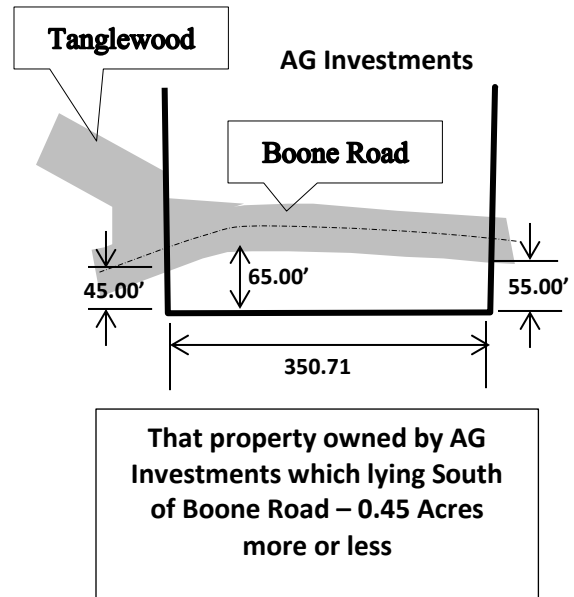 Tanglewood
AG Investments
Boone Road
45.00’
65.00’
55.00’
350.71
That property owned by AG
Investments which lying South
of Boone Road – 0.45 Acres
more or less